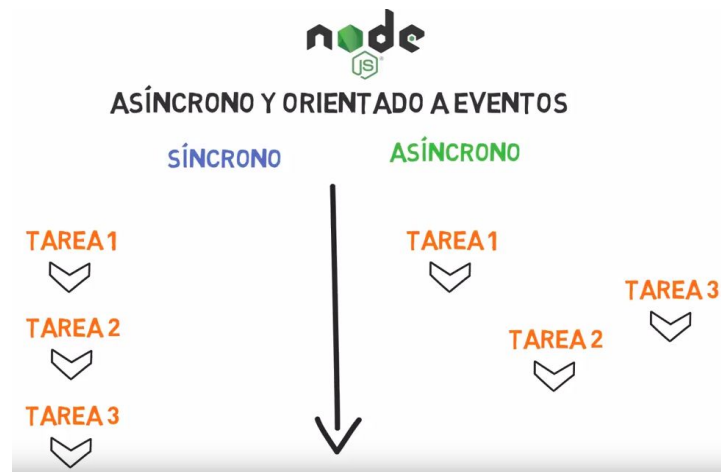 node
JS
ASÍNCRONO Y ORIENTADO A EVENTOS
SÍNCRONO
ASÍNCRONO
TAREA 1
TAREA 2
TAREA 3
TAREA 1
TAREA 3
TAREA 2